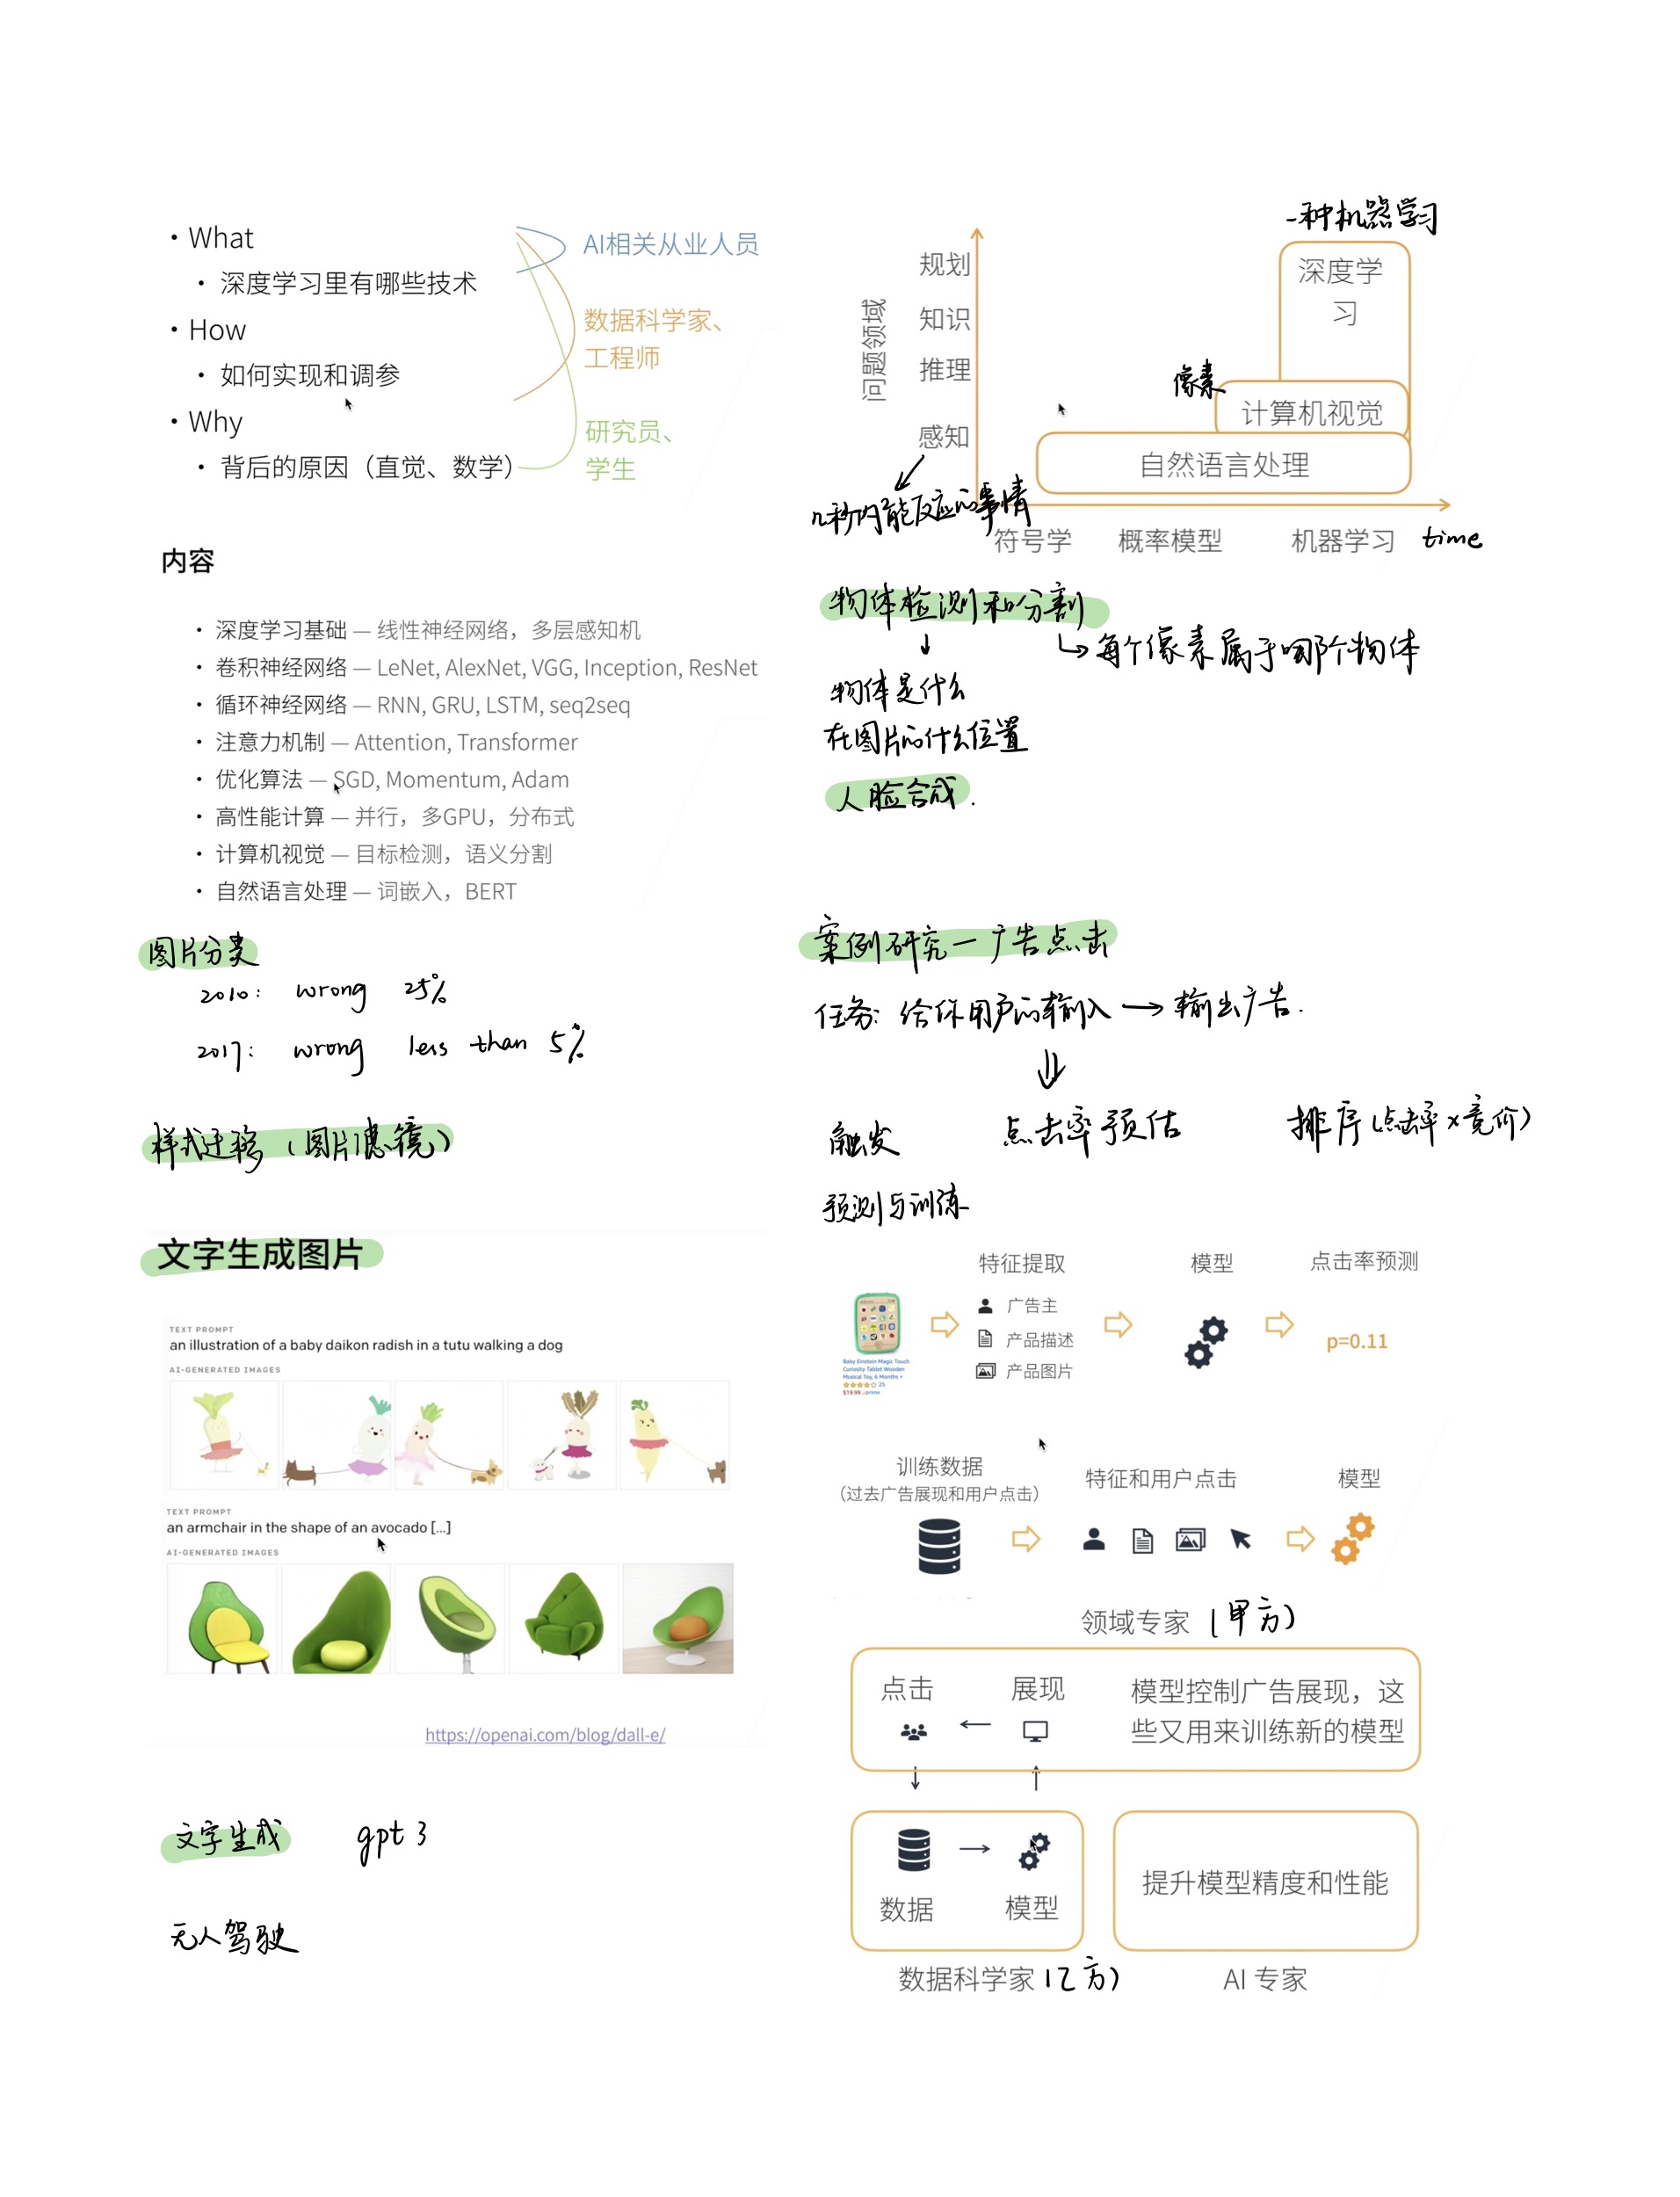 • What
• 深度学习里有哪些技术
• How
• 如何实现和调参
• Why
• 背后的原因（直觉、数学）
AI相关从业人员
数据科学家、
工程师
研究员、
学生
内容
• 深度学习基础 — 线性神经网络，多层感知机
• 卷积神经网络 — LeNet, AlexNet, VGG, Inception, ResNet
• 循环神经网络 — RNN, GRU, LSTM, seq2seq
• 注意力机制 — Attention, Transformer
• 优化算法 — SGD, Momentum, Adam
• 高性能计算 — 并行，多GPU，分布式
• 计算机视觉 — 目标检测，语义分割
• 自然语言处理 — 词嵌入，BERT
图片分类
2010: wrong 25%
2017: wrong less than 5%
样式迁移（图片滤镜）
文字生成图片
TEXT PROMPT
an illustration of a baby daikon radish in a tutu walking a dog
AI-GENERATED IMAGES
TEXT PROMPT
an armchair in the shape of an avocado [...]
AI-GENERATED IMAGES
https://openai.com/blog/dall-e/
文字生成 gpt 3
无人驾驶
一种机器学习
问题领域
规划
知识
推理
感知
深度学
习
像素
计算机视觉
自然语言处理
几秒内能反应的事情
符号学 概率模型 机器学习 time
物体检测和分割
↳ 每个像素属于哪个物体
物体是什么
在图片的什么位置
人脸合成.
案例研究 — 广告点击
任务: 给你用户的输入 → 输出广告.
触发 点击率预估 排序（点击率×竞价）
预测与训练
特征提取 模型 点击率预测
广告主
产品描述
产品图片
p=0.11
Baby Einstein Magic Touch
Curiosity Tablet Wooden
Musical Toy, 6 Months +
25
$19.99 prime
训练数据
（过去广告展现和用户点击）
特征和用户点击
模型
领域专家（甲方）
点击 展现
模型控制广告展现，这
些又用来训练新的模型
数据 模型
提升模型精度和性能
数据科学家（乙方） AI 专家